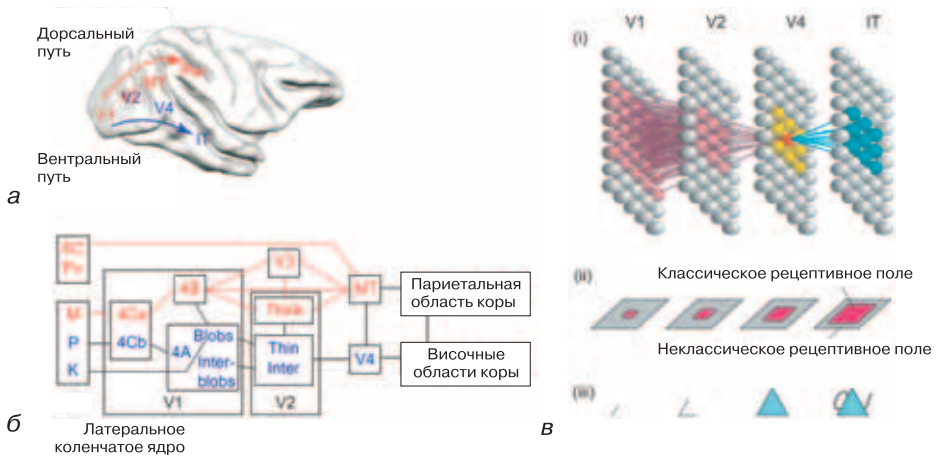 Дорсальный
путь
V2
MT
V4
IT
Вентральный
путь
а
V1 V2 V4 IT
(i)
(ii)
Классическое рецептивное поле
Неклассическое рецептивное поле
(iii)
в
V3
M
P
K
4B
4Ca
4Cb
4A
Blobs
Inter-
blobs
V1
Thin
Inter
V2
MT
V4
Париетальная
область коры
Височные
области коры
б
Латеральное
коленчатое ядро